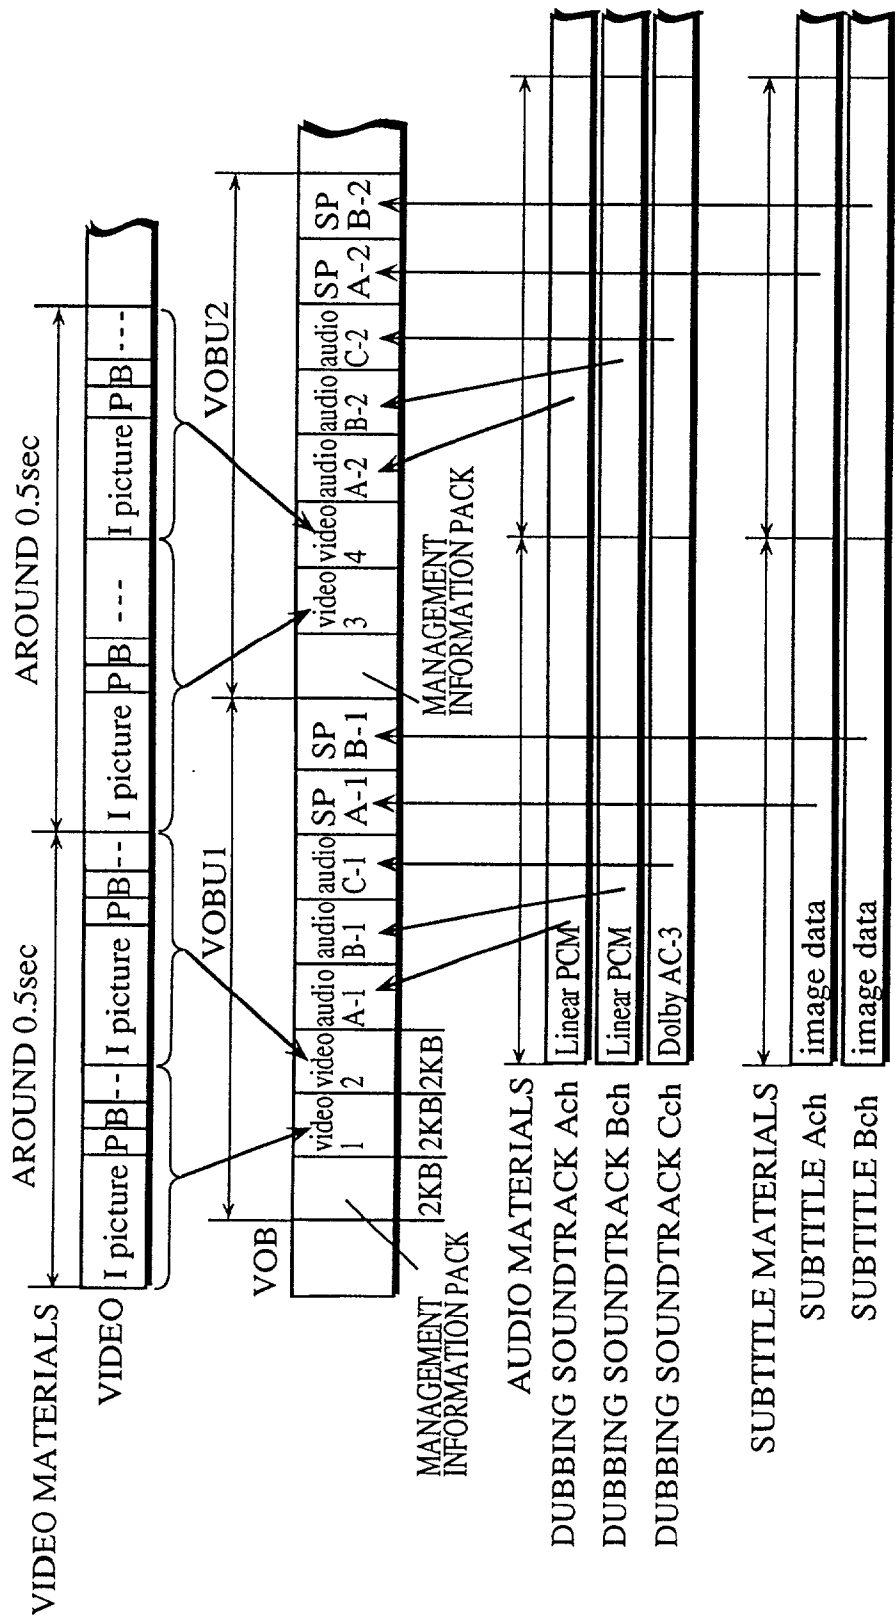 VIDEO MATERIALS
AROUND 0.5sec
AROUND 0.5sec
VIDEO
I picture P B -- I picture P B -- I picture P B --- I picture P B ---
VOBU1
VOBU2
VOB
video 1
video 2
audio A-1
audio B-1
audio C-1
SP A-1
SP B-1
video 3
video 4
audio A-2
audio B-2
audio C-2
SP A-2
SP B-2
2KB 2KB 2KB
MANAGEMENT
INFORMATION PACK
MANAGEMENT
INFORMATION PACK
AUDIO MATERIALS
DUBBING SOUNDTRACK Ach Linear PCM
DUBBING SOUNDTRACK Bch Linear PCM
DUBBING SOUNDTRACK Cch Dolby AC-3
SUBTITLE MATERIALS
SUBTITLE Ach image data
SUBTITLE Bch image data